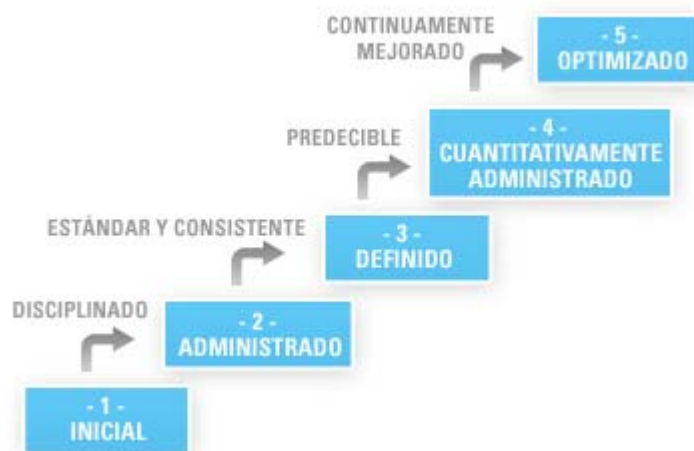 CONTINUAMENTE
MEJORADO
- 5 -
OPTIMIZADO
PREDECIBLE
- 4 -
CUANTITATIVAMENTE
ADMINISTRADO
ESTÁNDAR Y CONSISTENTE
- 3 -
DEFINIDO
DISCIPLINADO
- 2 -
ADMINISTRADO
- 1 -
INICIAL